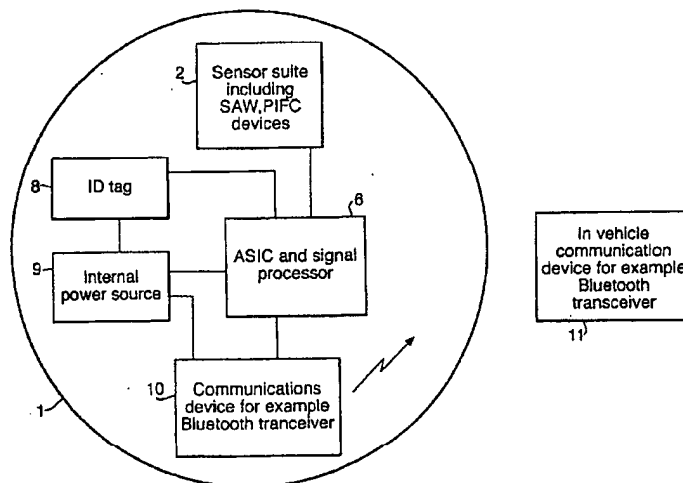 2
Sensor suite
including
SAW,PIFC
devices
8
ID tag
6
ASIC and signal
processor
9
Internal
power source
In vehicle
communication
device for example
Bluetooth
transceiver
11
10
Communications
device for example
Bluetooth tranceiver
1